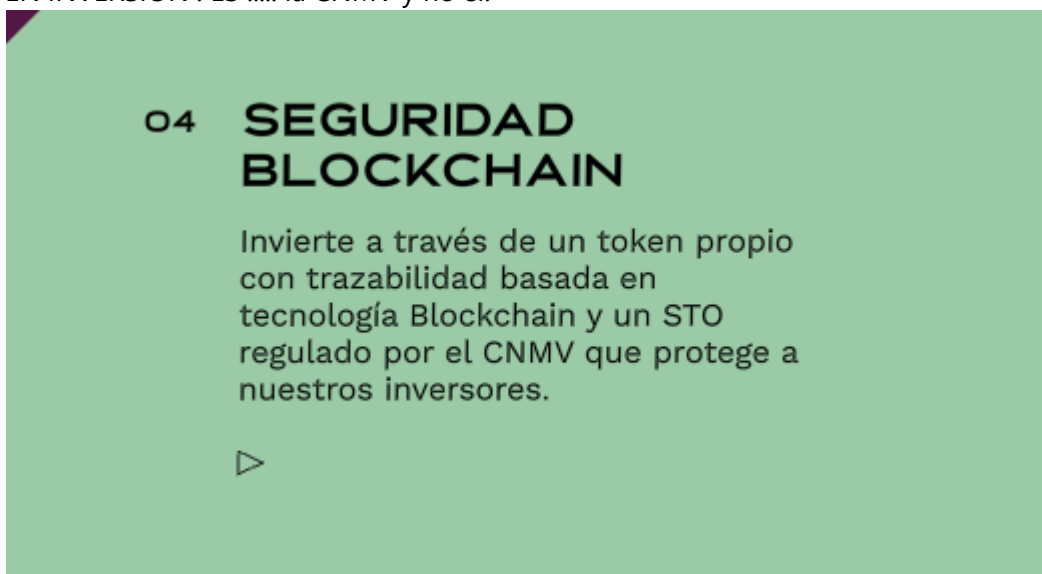 04 SEGURIDAD
BLOCKCHAIN
Invierte a través de un token propio
con trazabilidad basada en
tecnología Blockchain y un STO
regulado por el CNMV que protege a
nuestros inversores.